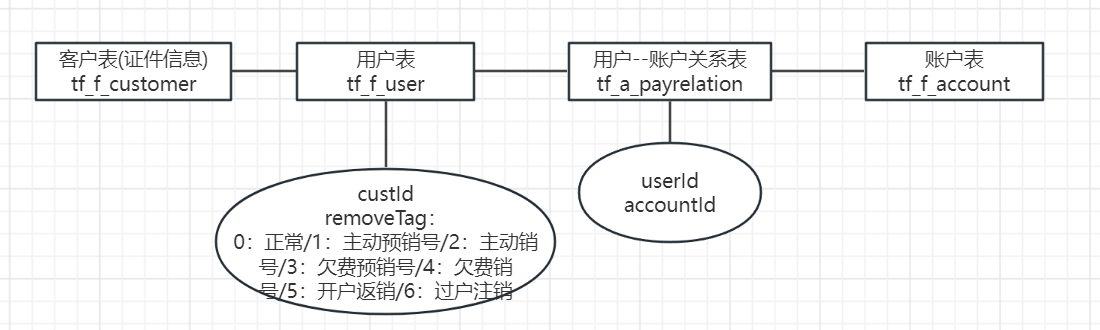 客户表(证件信息)
tf_f_customer
用户表
tf_f_user
用户--账户关系表
tf_a_payrelation
账户表
tf_f_account
custId
removeTag：
0：正常/1：主动预销号/2：主动销
号/3：欠费预销号/4：欠费销
号/5：开户返销/6：过户注销
userId
accountId